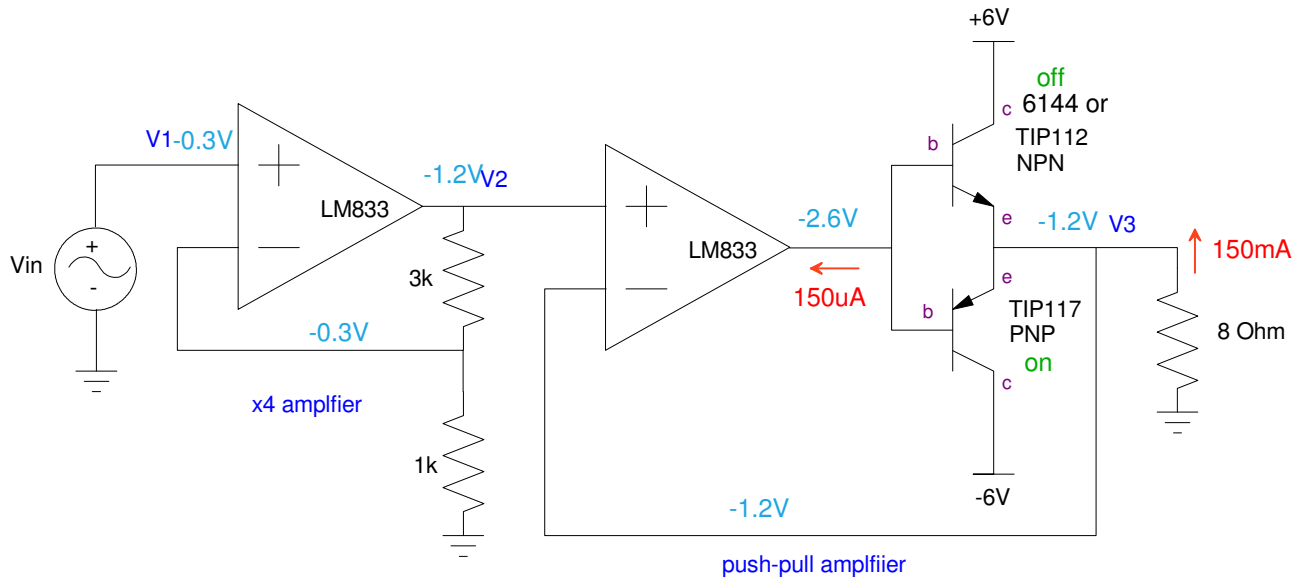 +6V
off
6144 or
c
TIP112
NPN
b
V1
-0.3V
-1.2V
V2
LM833
-2.6V
e
-1.2V
V3
LM833
150mA
Vin
+
-
3k
150uA
e
TIP117
PNP
b
8 Ohm
-0.3V
on
c
x4 amplfier
1k
-6V
-1.2V
push-pull amplfiier